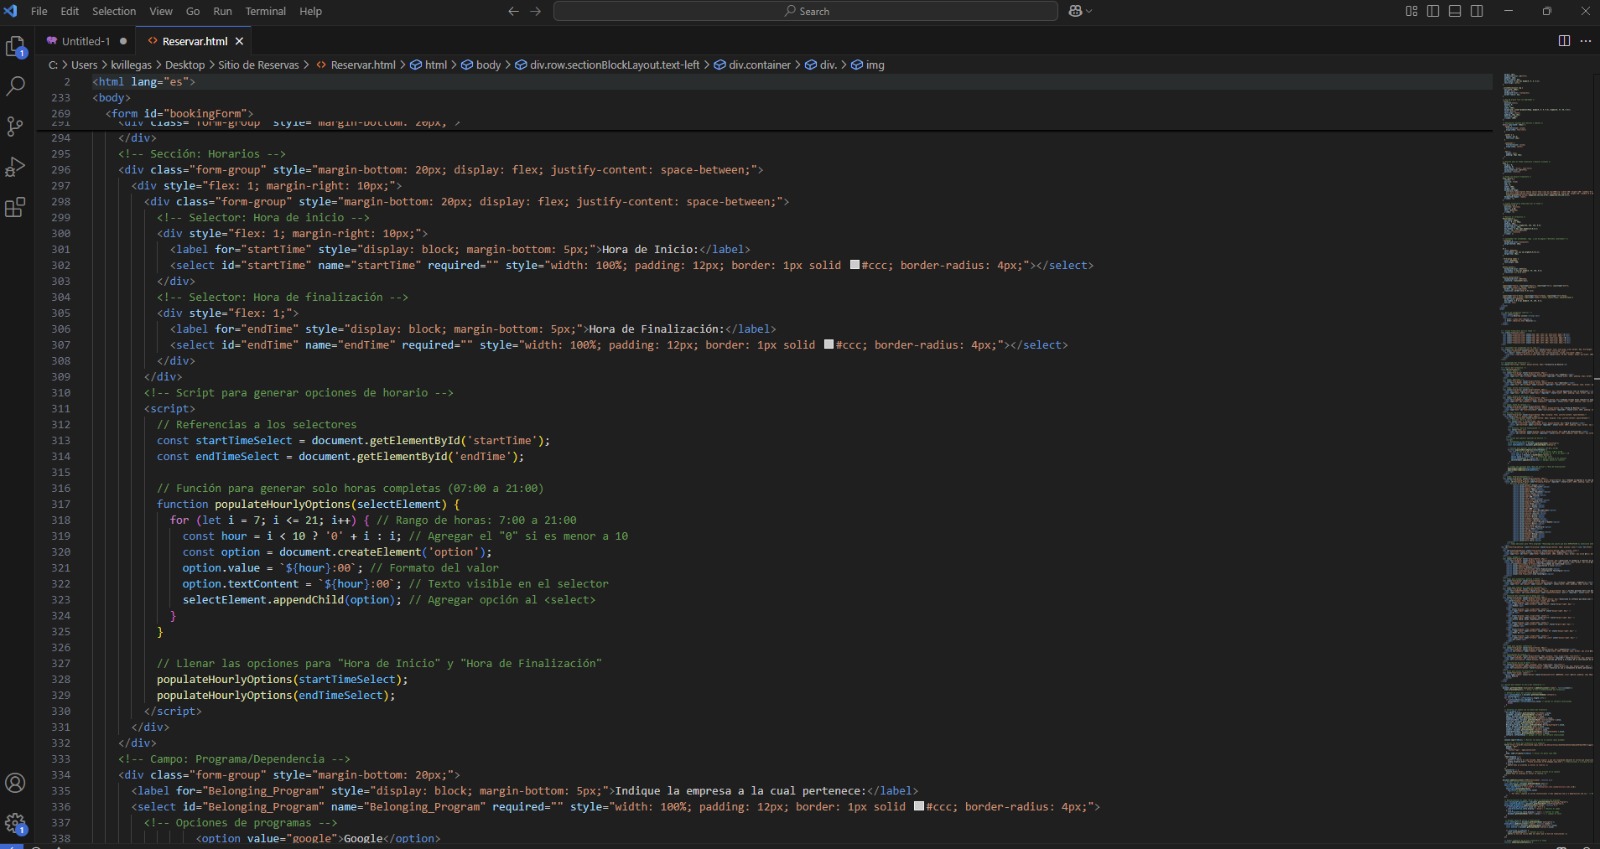 File Edit Selection View Go Run Terminal Help
Search
Untitled-1
Reservar.html
C: > Users > kvillegas > Desktop > Sitio de Reservas > Reservar.html > html > body > div.row.sectionBlockLayout.text-left > div.container > div. > img
2 <html lang="es">
233 <body>
269 <form id="bookingForm">
291 <div class="form-group" style="margin-bottom: 20px;">
294 </div>
295 <!-- Sección: Horarios -->
296 <div class="form-group" style="margin-bottom: 20px; display: flex; justify-content: space-between;">
297 <div style="flex: 1; margin-right: 10px;">
298 <div class="form-group" style="margin-bottom: 20px; display: flex; justify-content: space-between;">
299 <!-- Selector: Hora de inicio -->
300 <div style="flex: 1; margin-right: 10px;">
301 <label for="startTime" style="display: block; margin-bottom: 5px;">Hora de Inicio:</label>
302 <select id="startTime" name="startTime" required="" style="width: 100%; padding: 12px; border: 1px solid #ccc; border-radius: 4px;"></select>
303 </div>
304 <!-- Selector: Hora de finalización -->
305 <div style="flex: 1;">
306 <label for="endTime" style="display: block; margin-bottom: 5px;">Hora de Finalización:</label>
307 <select id="endTime" name="endTime" required="" style="width: 100%; padding: 12px; border: 1px solid #ccc; border-radius: 4px;"></select>
308 </div>
309 </div>
310 <!-- Script para generar opciones de horario -->
311 <script>
312 // Referencias a los selectores
313 const startTimeSelect = document.getElementById('startTime');
314 const endTimeSelect = document.getElementById('endTime');
315
316 // Función para generar solo horas completas (07:00 a 21:00)
317 function populateHourlyOptions(selectElement) {
318 for (let i = 7; i <= 21; i++) { // Rango de horas: 7:00 a 21:00
319 const hour = i < 10 ? '0' + i : i; // Agregar el "0" si es menor a 10
320 const option = document.createElement('option');
321 option.value = `${hour}:00`; // Formato del valor
322 option.textContent = `${hour}:00`; // Texto visible en el selector
323 selectElement.appendChild(option); // Agregar opción al <select>
324 }
325 }
326
327 // Llenar las opciones para "Hora de Inicio" y "Hora de Finalización"
328 populateHourlyOptions(startTimeSelect);
329 populateHourlyOptions(endTimeSelect);
330 </script>
331 </div>
332 </div>
333 <!-- Campo: Programa/Dependencia -->
334 <div class="form-group" style="margin-bottom: 20px;">
335 <label for="Belonging_Program" style="display: block; margin-bottom: 5px;">Indique la empresa a la cual pertenece:</label>
336 <select id="Belonging_Program" name="Belonging_Program" required="" style="width: 100%; padding: 12px; border: 1px solid #ccc; border-radius: 4px;">
337 <!-- Opciones de programas -->
338 <option value="google">Google</option>
1
1